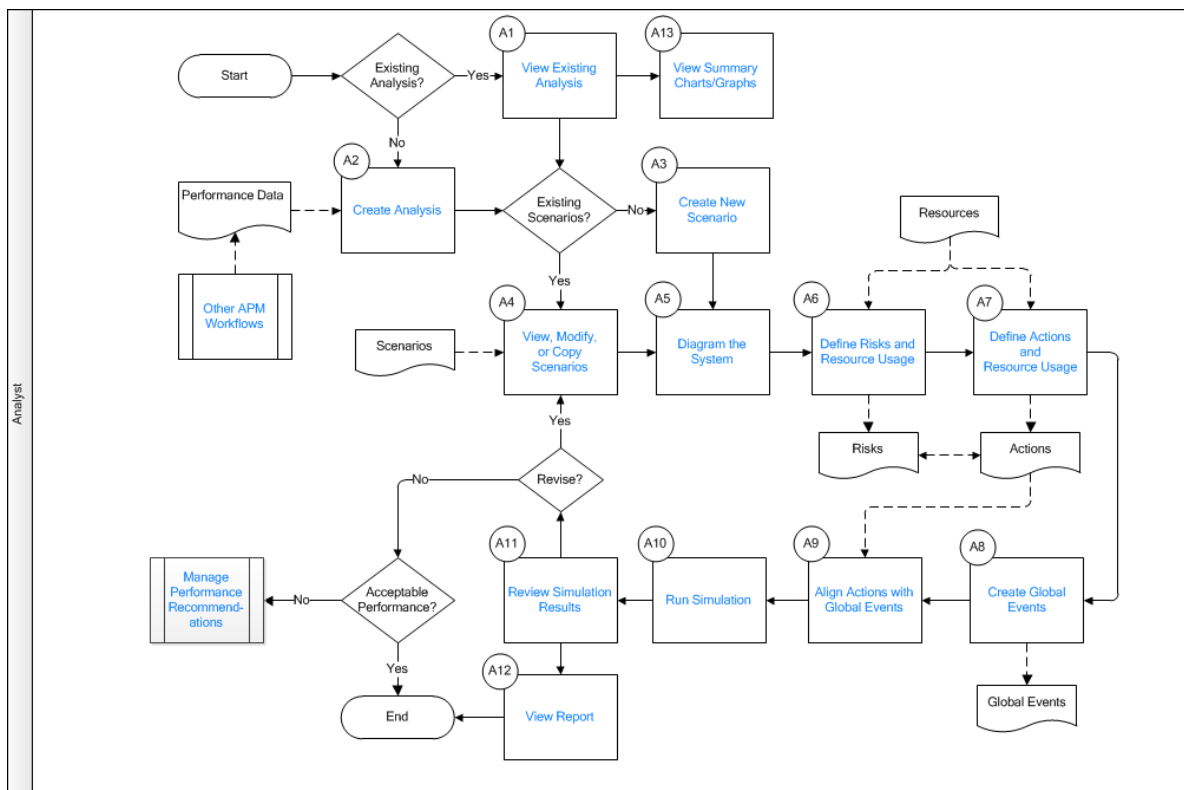 Analyst
Start
Existing
Analysis?
Yes
No
A1
View Existing
Analysis
A13
View Summary
Charts/Graphs
Performance Data
A2
Create Analysis
Existing
Scenarios?
No
Yes
A3
Create New
Scenario
Resources
Other APM
Workflows
Scenarios
A4
View, Modify,
or Copy
Scenarios
A5
Diagram the
System
A6
Define Risks and
Resource Usage
A7
Define Actions
and
Resource Usage
Yes
Revise?
No
Risks
Actions
Manage
Performance
Recommend-
ations
No
Acceptable
Performance?
Yes
A11
Review Simulation
Results
A10
Run Simulation
A9
Align Actions with
Global Events
A8
Create Global
Events
End
A12
View Report
Global Events